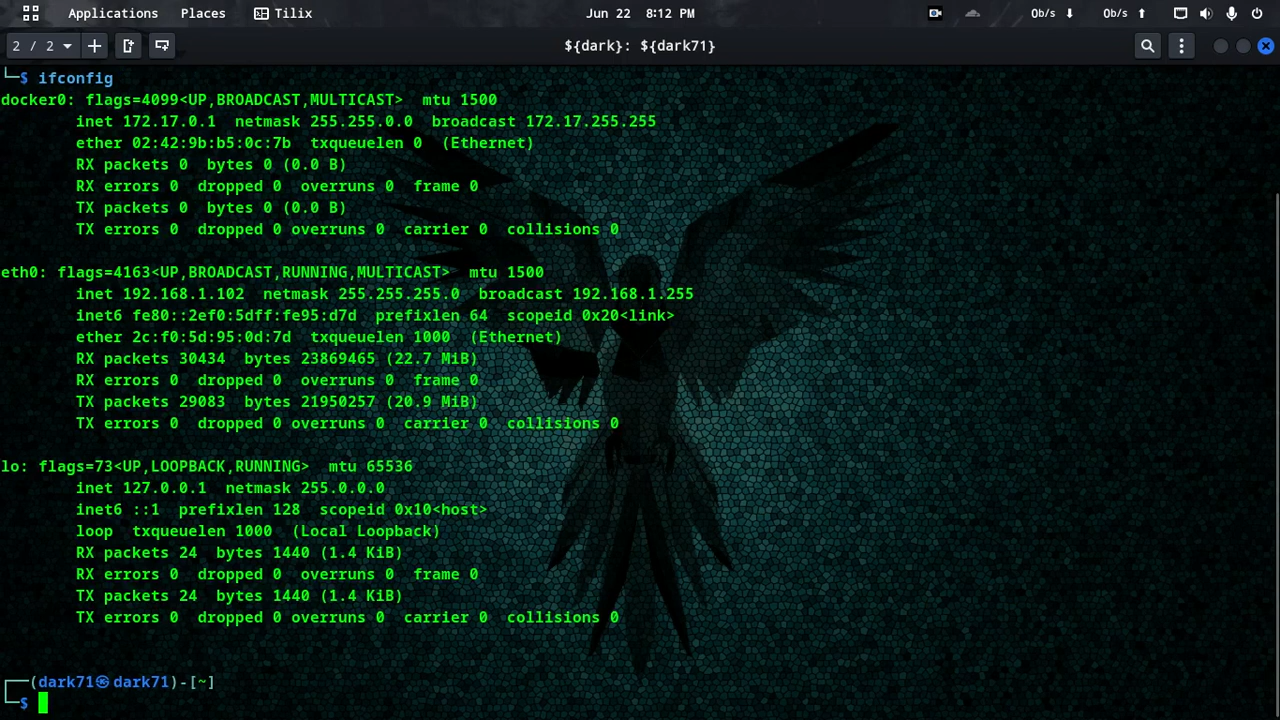 Applications Places Tilix Jun 22 8:12 PM 0b/s 0b/s
2 / 2 ${dark}: ${dark71}
└─$ ifconfig
docker0: flags=4099<UP,BROADCAST,MULTICAST>  mtu 1500
        inet 172.17.0.1  netmask 255.255.0.0  broadcast 172.17.255.255
        ether 02:42:9b:b5:0c:7b  txqueuelen 0  (Ethernet)
        RX packets 0  bytes 0 (0.0 B)
        RX errors 0  dropped 0  overruns 0  frame 0
        TX packets 0  bytes 0 (0.0 B)
        TX errors 0  dropped 0 overruns 0  carrier 0  collisions 0
eth0: flags=4163<UP,BROADCAST,RUNNING,MULTICAST>  mtu 1500
        inet 192.168.1.102  netmask 255.255.255.0  broadcast 192.168.1.255
        inet6 fe80::2ef0:5dff:fe95:d7d  prefixlen 64  scopeid 0x20<link>
        ether 2c:f0:5d:95:0d:7d  txqueuelen 1000  (Ethernet)
        RX packets 30434  bytes 23869465 (22.7 MiB)
        RX errors 0  dropped 0  overruns 0  frame 0
        TX packets 29083  bytes 21950257 (20.9 MiB)
        TX errors 0  dropped 0 overruns 0  carrier 0  collisions 0
lo: flags=73<UP,LOOPBACK,RUNNING>  mtu 65536
        inet 127.0.0.1  netmask 255.0.0.0
        inet6 ::1  prefixlen 128  scopeid 0x10<host>
        loop  txqueuelen 1000  (Local Loopback)
        RX packets 24  bytes 1440 (1.4 KiB)
        RX errors 0  dropped 0  overruns 0  frame 0
        TX packets 24  bytes 1440 (1.4 KiB)
        TX errors 0  dropped 0 overruns 0  carrier 0  collisions 0
┌──(dark71㉿dark71)-[~]
└─$